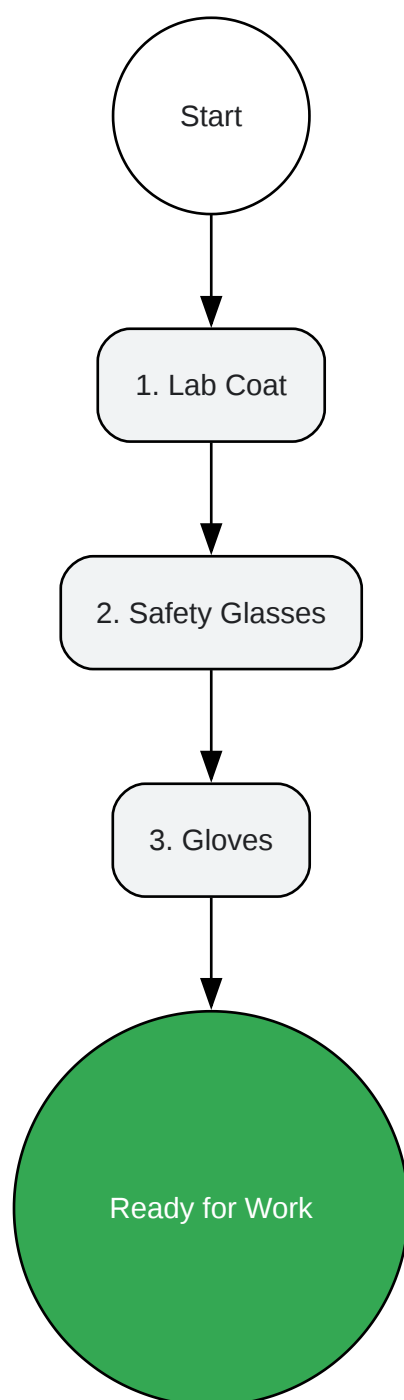 Start
1. Lab Coat
2. Safety Glasses
3. Gloves
Ready for Work